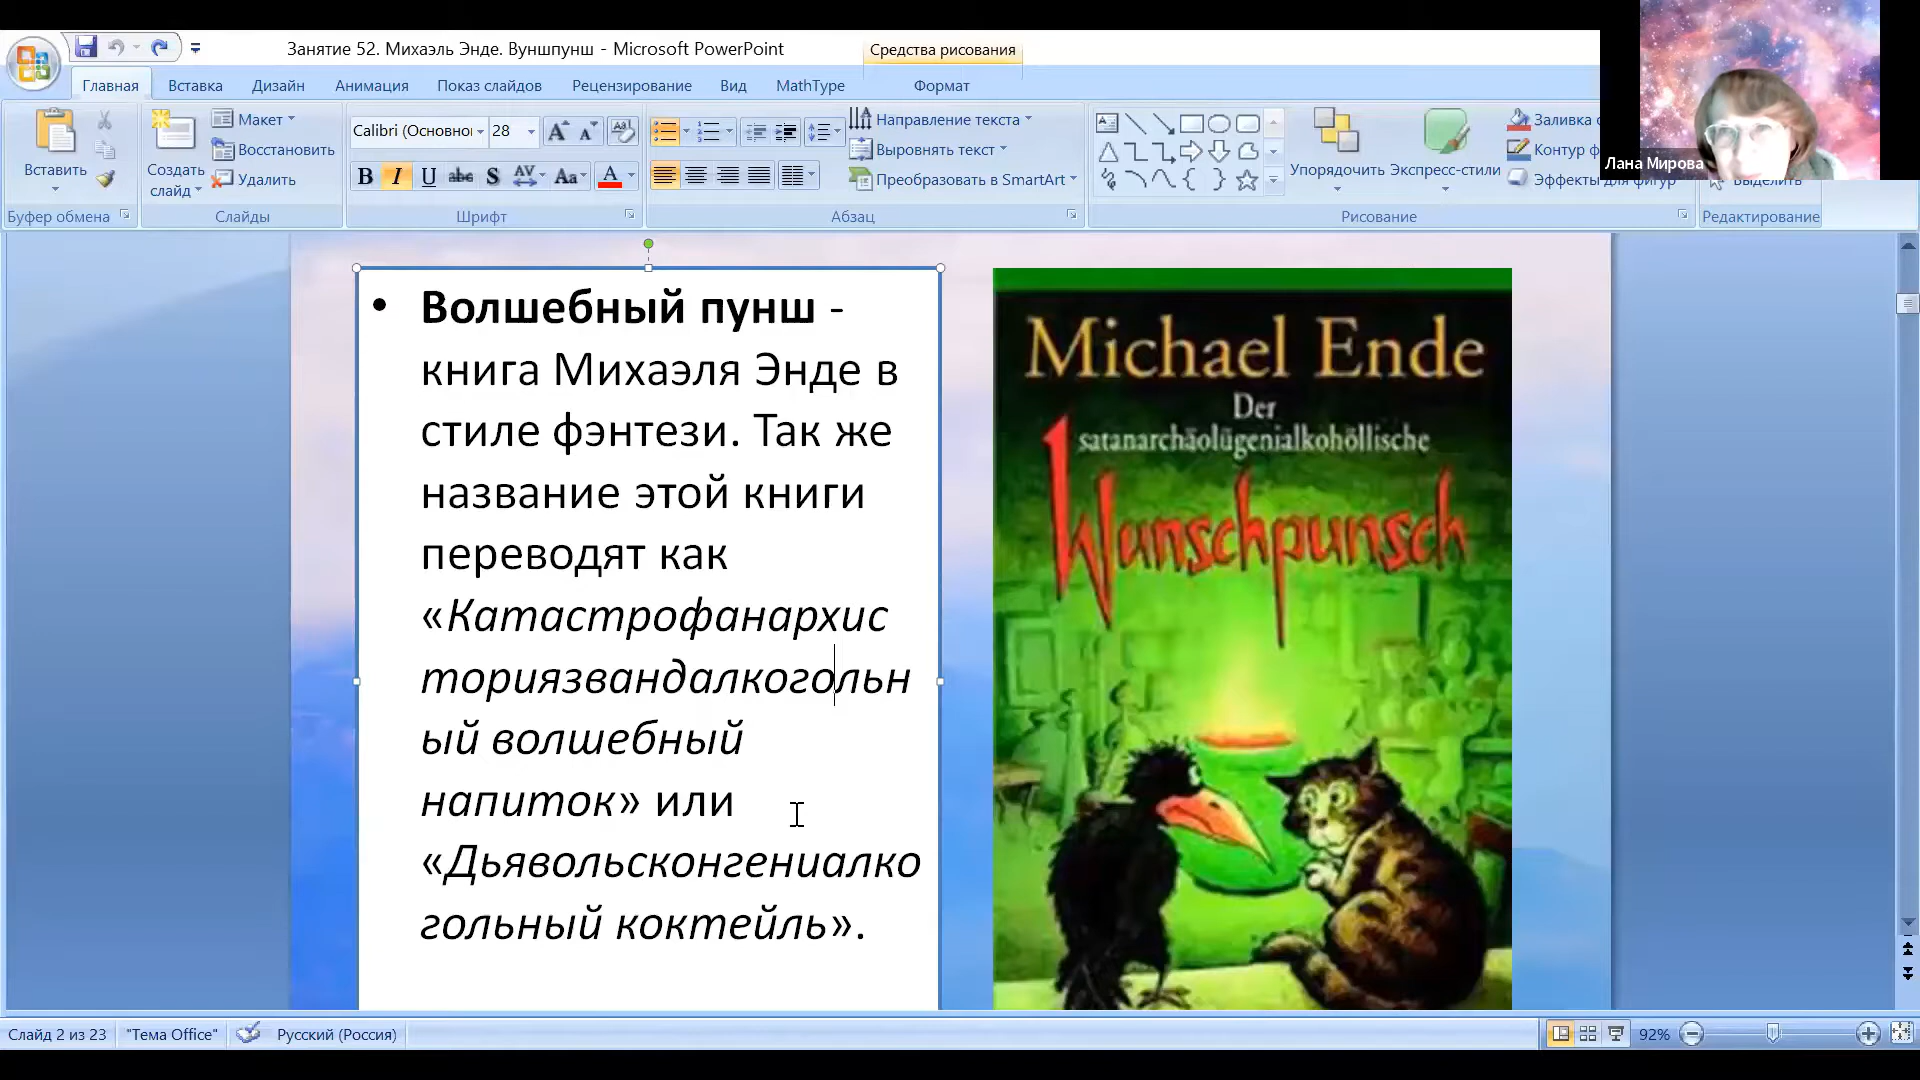 Занятие 52. Михаэль Энде. Вуншпунш - Microsoft PowerPoint
Средства рисования
Главная Вставка Дизайн Анимация Показ слайдов Рецензирование Вид MathType Формат
Вставить
Создать слайд
Макет
Восстановить
Удалить
Calibri (Основної 28
Направление текста
Выровнять текст
Преобразовать в SmartArt
Упорядочить Экспресс-стили
Заливка
Контур ф
Эффекты для фигур
Выделить
Буфер обмена Слайды Шрифт Абзац Рисование Редактирование
Лана Мирова
• Волшебный пунш -
книга Михаэля Энде в
стиле фэнтези. Так же
название этой книги
переводят как
«Катастрофанархис
ториязвандалкогольн
ый волшебный
напиток» или
«Дьявольсконгениалко
гольный коктейль».
Michael Ende
Der
satanarchäolügenialkohöllische
Wunschpunsch
Слайд 2 из 23 "Тема Office" Русский (Россия) 92%